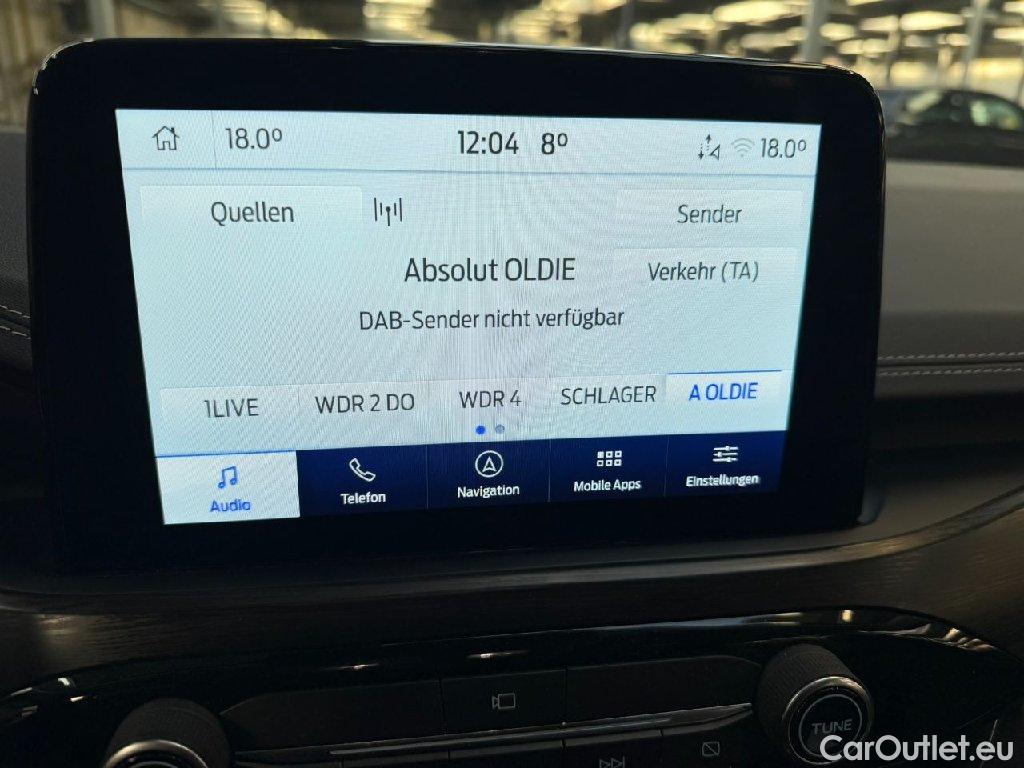 18.0° 12:04 8° 18.0°
Quellen Sender
Absolut OLDIE Verkehr (TA)
DAB-Sender nicht verfügbar
1LIVE WDR 2 DO WDR 4 SCHLAGER A OLDIE
Audio Telefon Navigation Mobile Apps Einstellungen
TUNE
CarOutlet.eu